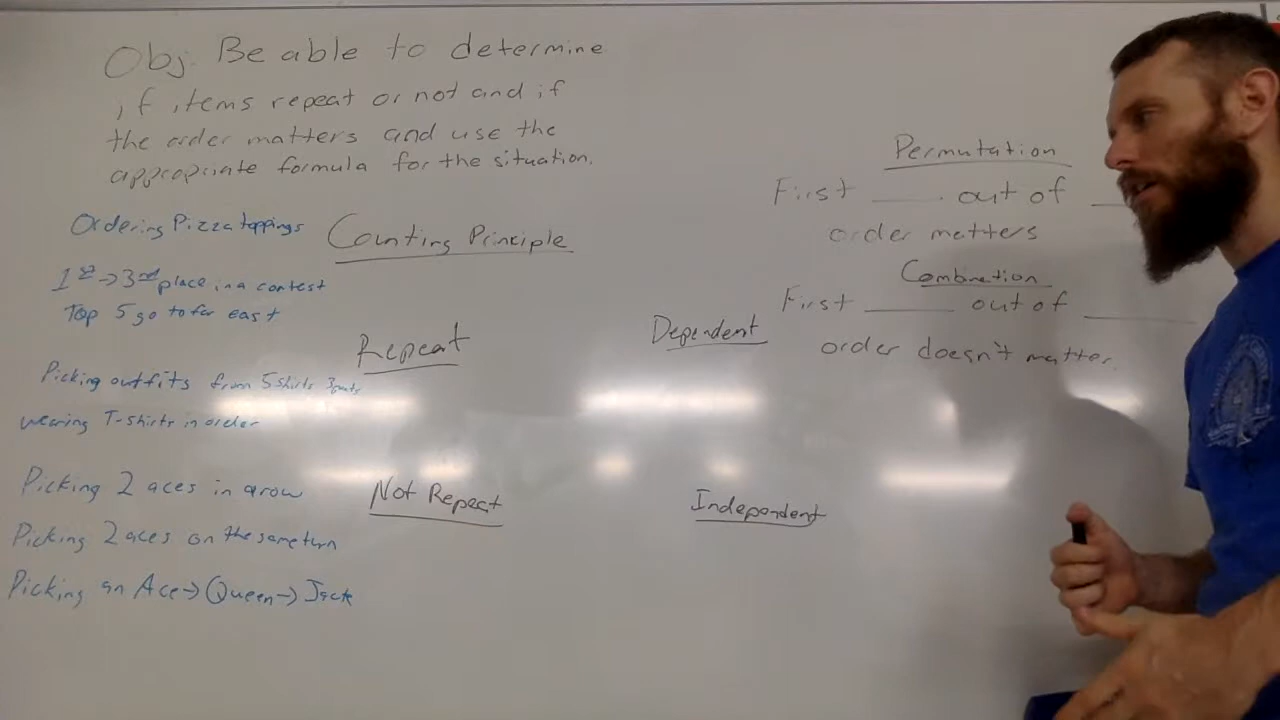 Obj: Be able to determine
if items repeat or not and if
the order matters and use the
appropriate formula for the situation.
Ordering Pizza toppings
1st → 3rd place in a contest
Top 5 go to far east
Picking outfits from 5 shirts 3 pants
wearing T-shirts in order
Picking 2 aces in a row
Picking 2 aces on the same turn
Picking an Ace → Queen → Jack
Counting Principle
Repeat
Not Repeat
Dependent
Independent
Permutation
First ____ out of __
order matters
Combination
First ____ out of ____
order doesn't matter.